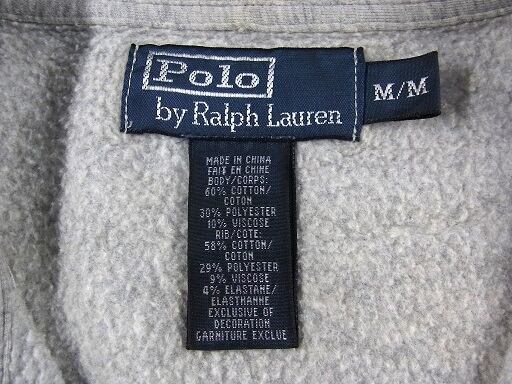 Polo
by Ralph Lauren
M/M
MADE IN CHINA
FAIT EN CHINE
BODY/CORPS:
60% COTTON/
COTON
30% POLYESTER
10% VISCOSE
RIB/COTE:
58% COTTON/
COTON
29% POLYESTER
9% VISCOSE
4% ELASTANE/
ELASTHANNE
EXCLUSIVE OF
DECORATION
GARNITURE EXCLUE